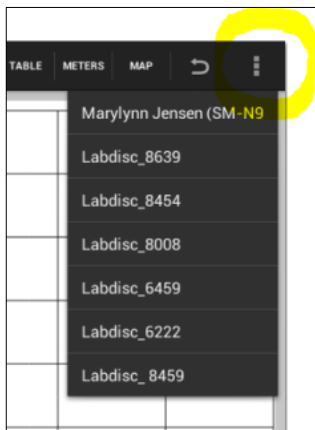 TABLE METERS MAP
Marylynn Jensen (SM-N9
Labdisc_8639
Labdisc_8454
Labdisc_8008
Labdisc_6459
Labdisc_6222
Labdisc_ 8459